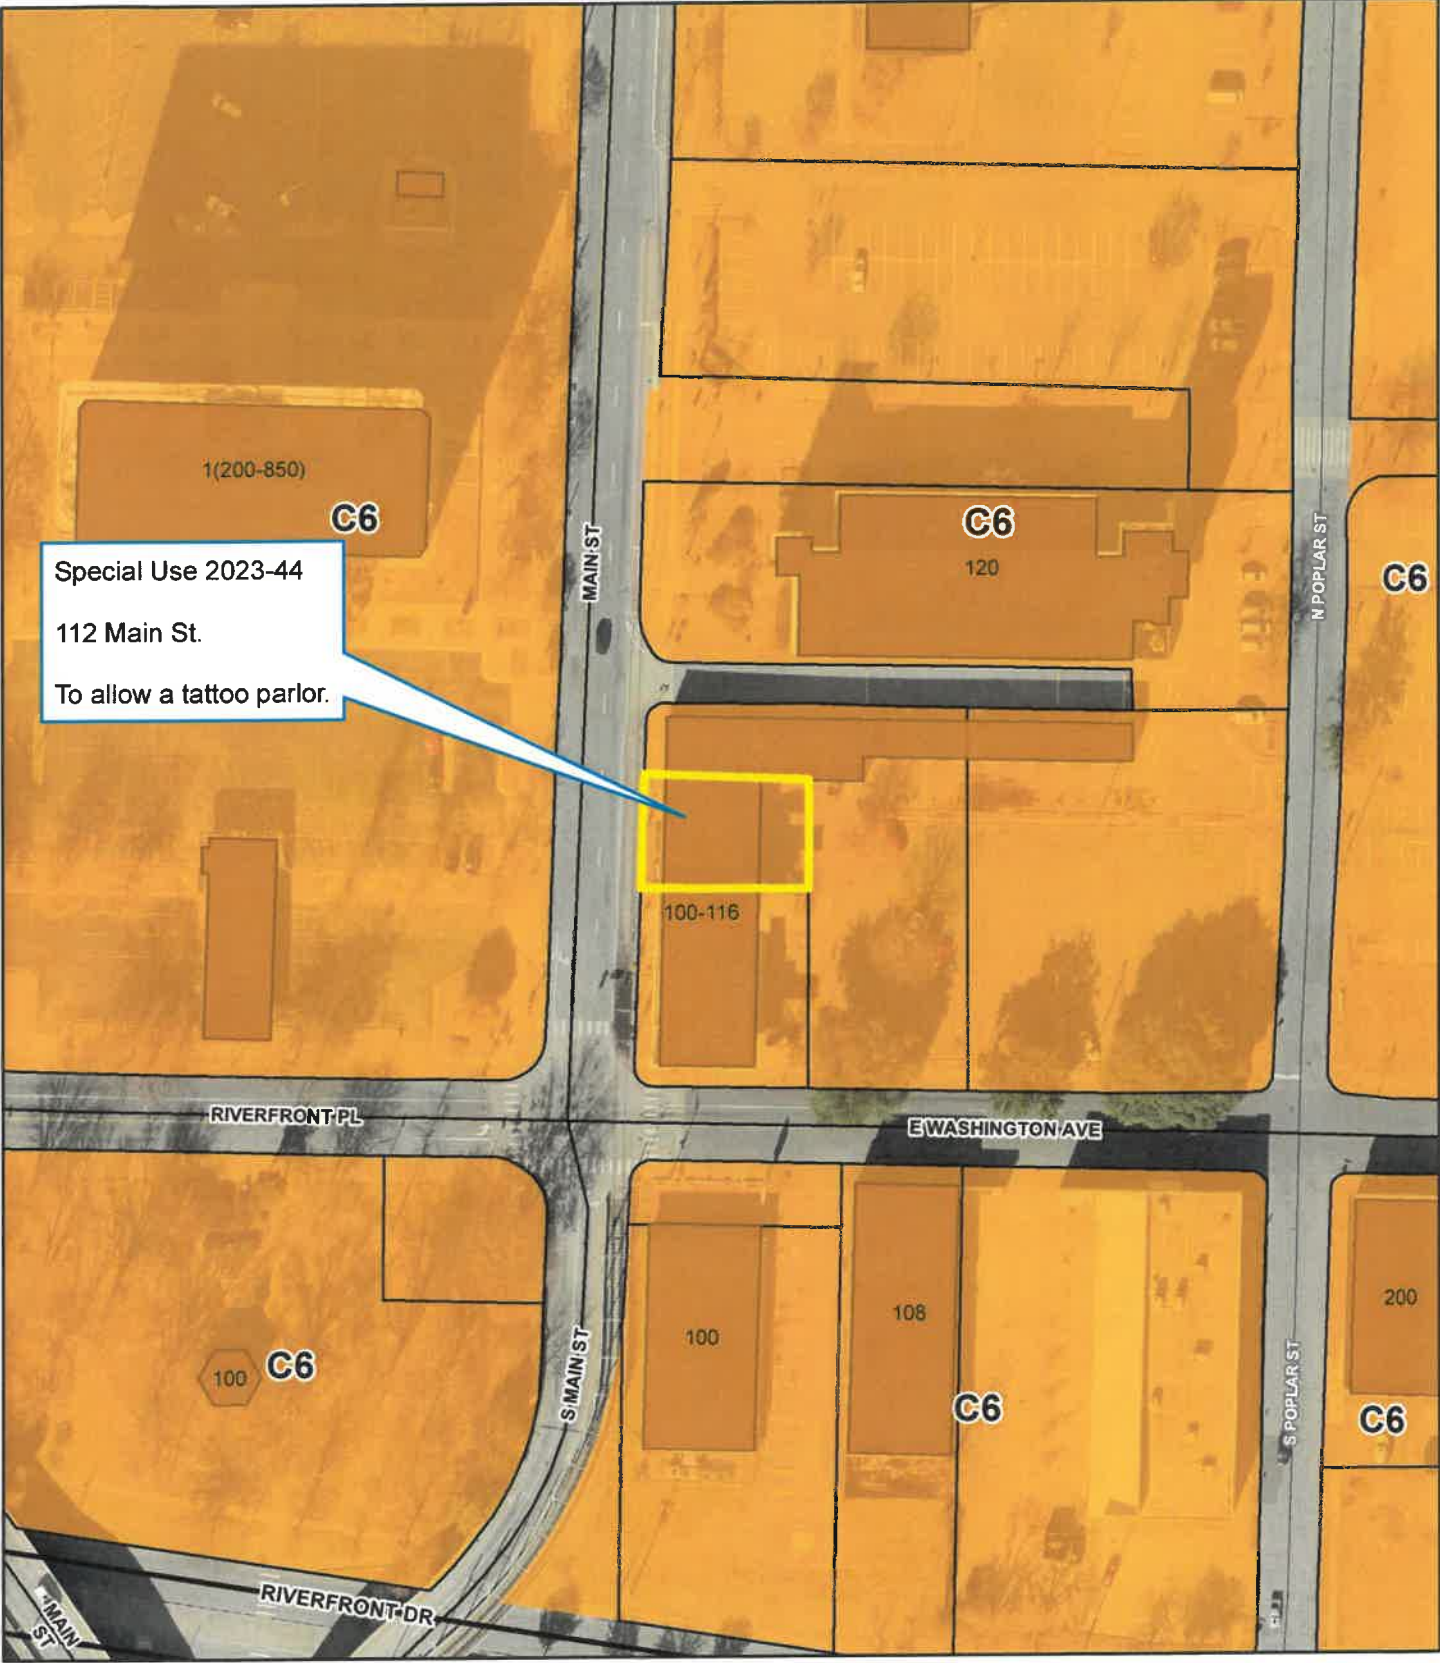 1(200-850)
C6
Special Use 2023-44
112 Main St.
To allow a tattoo parlor.
MAIN ST
C6
120
N POPLAR ST
C6
100-116
RIVERFRONT PL
E WASHINGTON AVE
100
C6
S MAIN ST
100
108
C6
S POPLAR ST
200
C6
RIVERFRONT DR
MAIN
ST